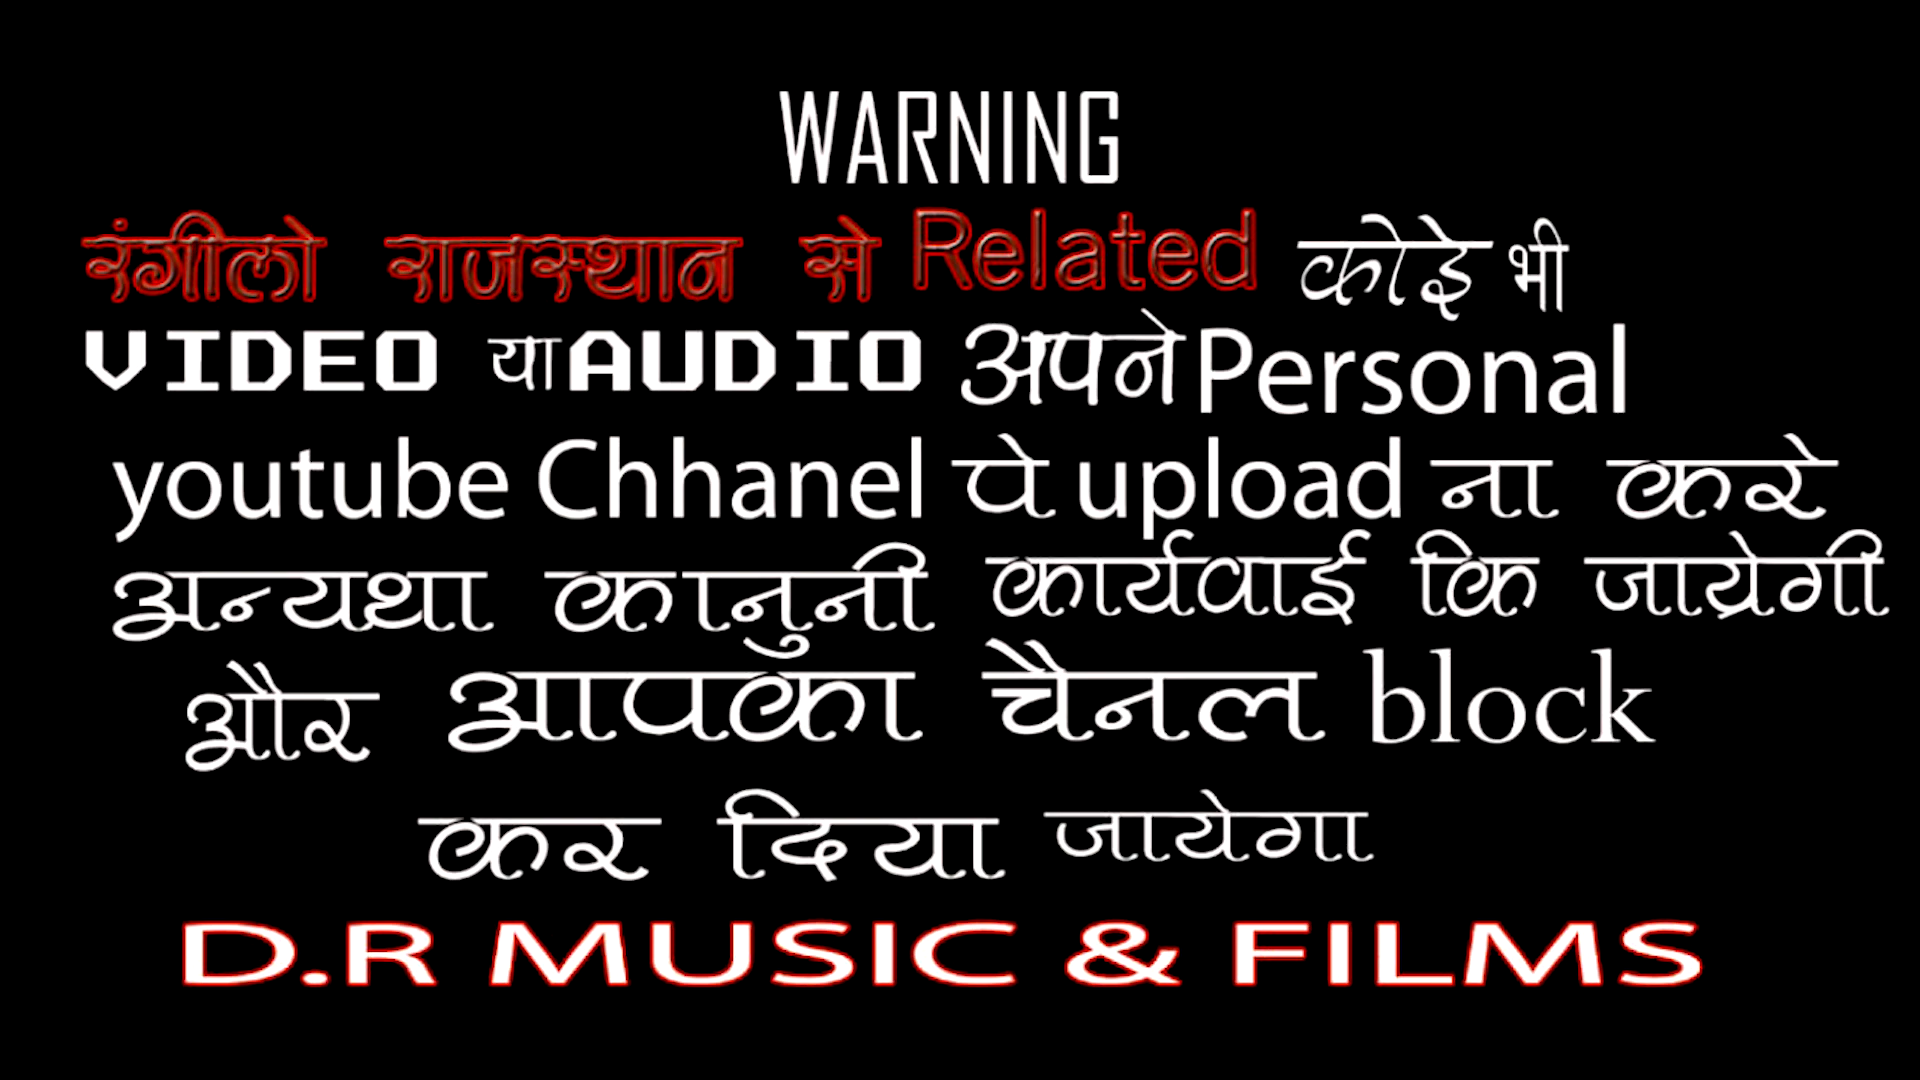 WARNING
रंगीलो राजस्थान से Related कोई भी
VIDEO या AUDIO अपने Personal
youtube Chhanel पे upload ना करे
अन्यथा कानुनी कार्यवाई कि जाय्रेगी
और आपका चैनल block
कर दिया जायेगा
D.R MUSIC & FILMS